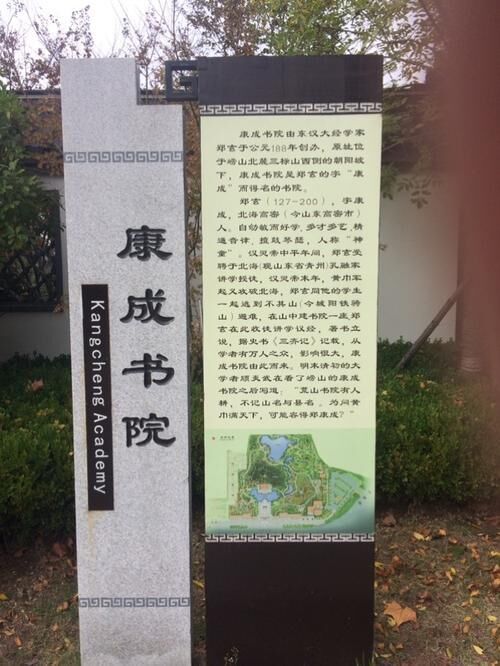 康成书院
Kangcheng Academy
康成书院由东汉大经学家
郑玄于公元188年创办，原址位
于崂山北麓三标山西侧的朝阳坡
下，康成书院是郑玄的字“康
成”而得名的书院。
郑玄（127-200），字康
成，北海高密（今山东高密市）
人。自幼敏而好学，多才多艺，精
通音律，擅鼓琴瑟，人称“神
童”。汉灵帝中平年间，郑玄受
聘于北海（现山东省青州）孔融家
讲学授徒，汉灵帝末年，黄巾军
起义攻破北海，郑玄同他的学生
一起逃到不其山（今城阳铁骑
山）避难，在山中建书院一座郑
玄在此收徒讲学议经，著书立
说，据史书《三齐记》记载，从
学者有万人之众，影响恨大，康
成书院由此而来。明末清初的大
学者顾炎武在看了崂山的康成
书院之后写道：“荒山书院有人
耕，不记山名与县名。为问黄
巾满天下，可能容得郑康成？”